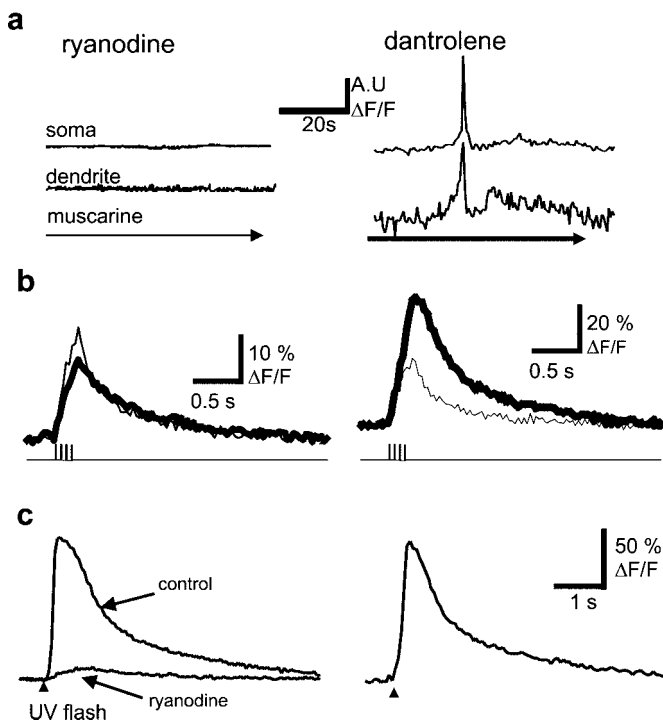 a
ryanodine
dantrolene
A.U
ΔF/F
20s
soma
dendrite
muscarine
b
10 %
ΔF/F
0.5 s
20 %
ΔF/F
0.5 s
c
control
ryanodine
UV flash
50 %
ΔF/F
1 s